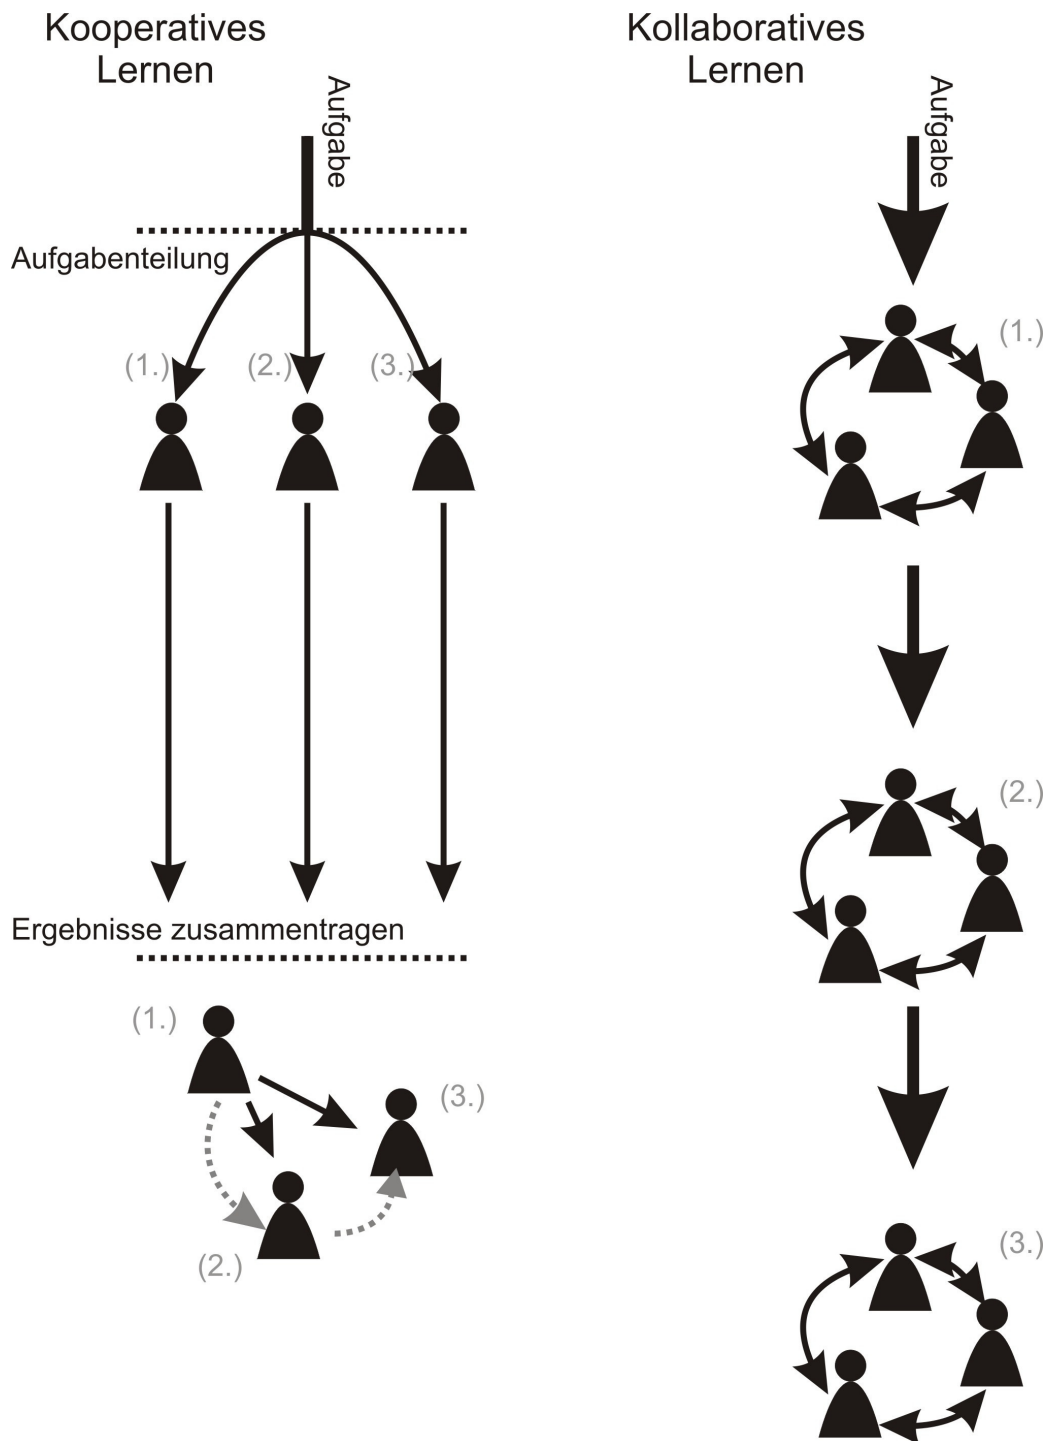 Kooperatives
Lernen
Aufgabe
Aufgabenteilung
(1.)
(2.)
(3.)
Ergebnisse zusammentragen
(1.)
(3.)
(2.)
Kollaboratives
Lernen
Aufgabe
(1.)
(2.)
(3.)